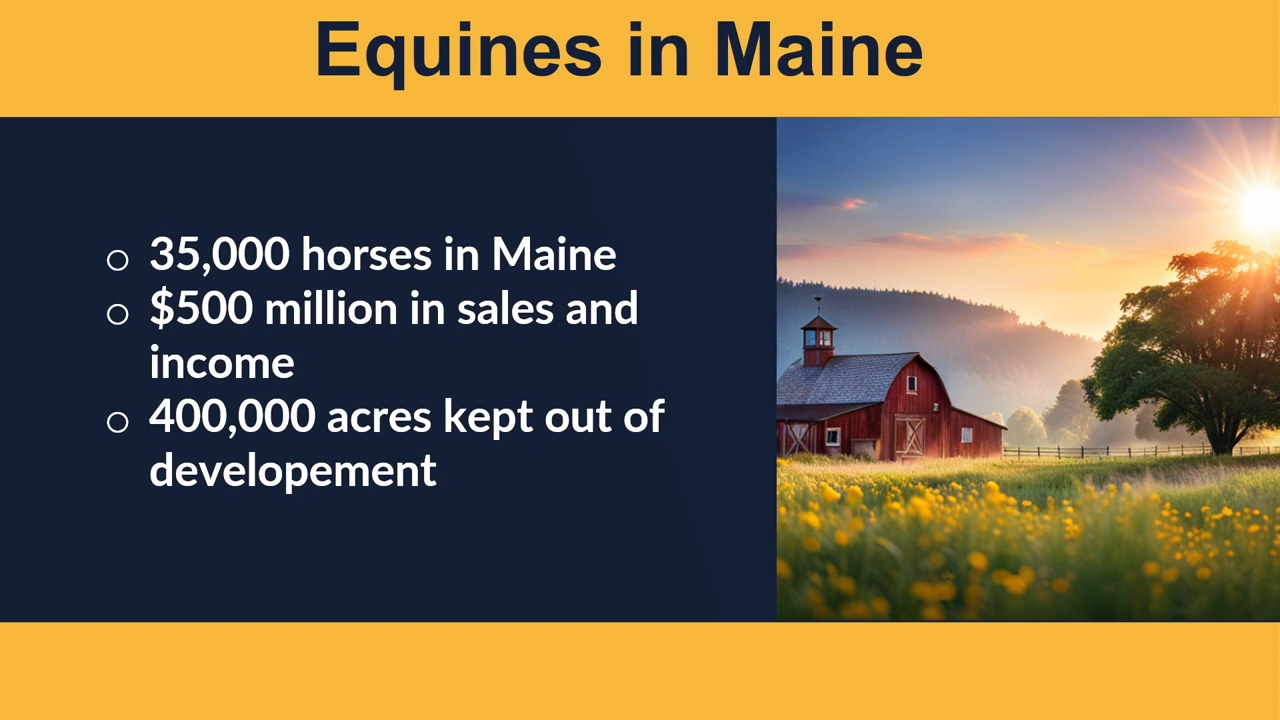 Equines in Maine
35,000 horses in Maine
$500 million in sales and
income
400,000 acres kept out of
developement